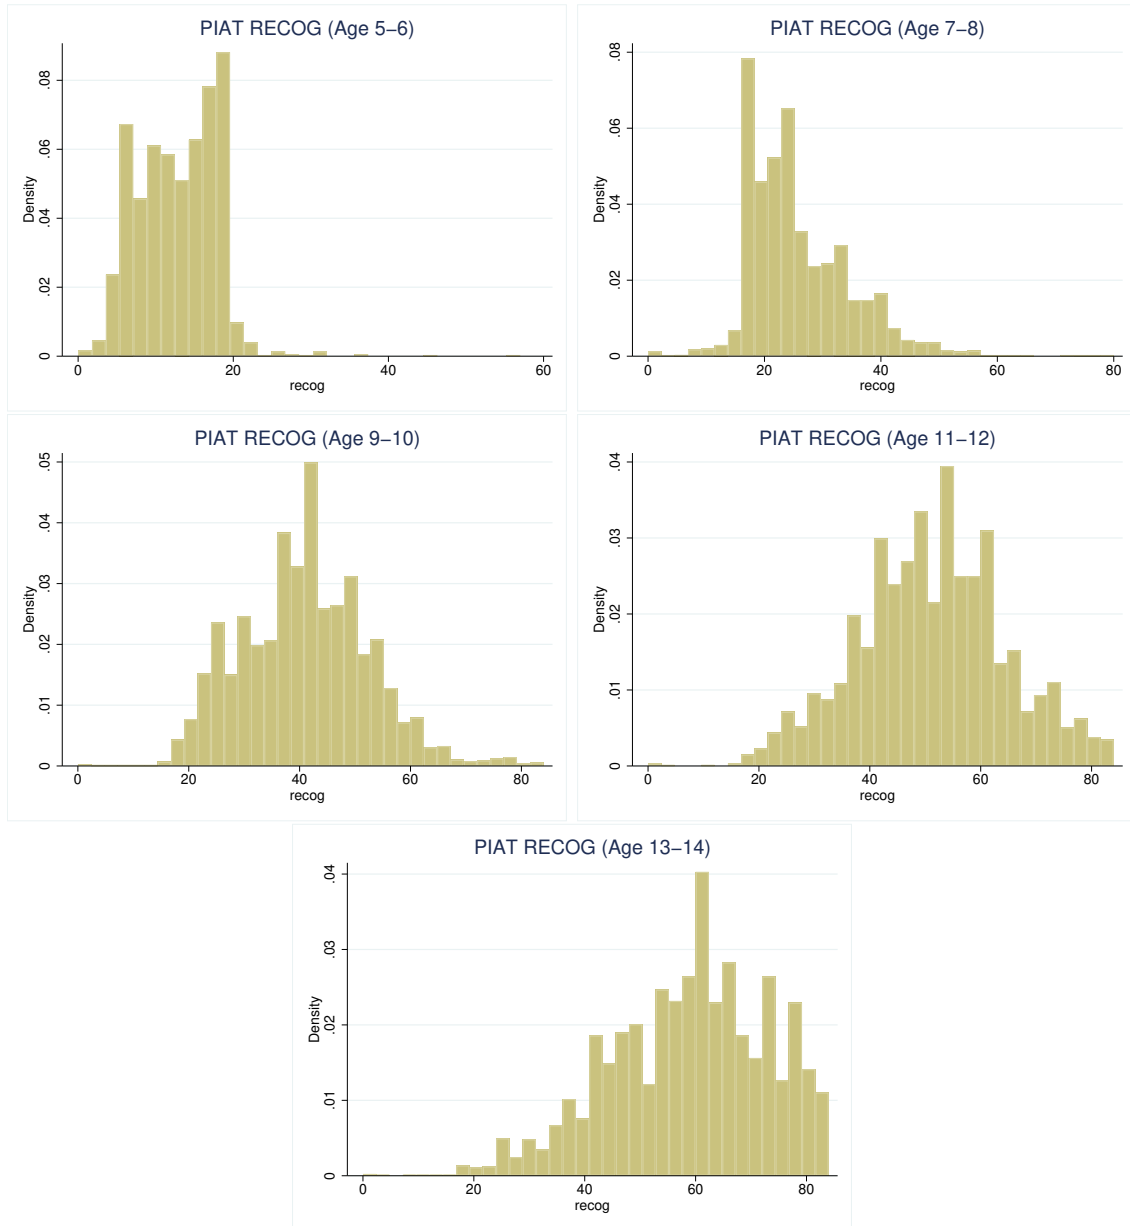 PIAT RECOG (Age 5–6)
Density
.08
.06
.04
.02
0
0 20 40 60
recog
PIAT RECOG (Age 7–8)
Density
.08
.06
.04
.02
0
0 20 40 60 80
recog
PIAT RECOG (Age 9–10)
Density
.05
.04
.03
.02
.01
0
0 20 40 60 80
recog
PIAT RECOG (Age 11–12)
Density
.04
.03
.02
.01
0
0 20 40 60 80
recog
PIAT RECOG (Age 13–14)
Density
.04
.03
.02
.01
0
0 20 40 60 80
recog